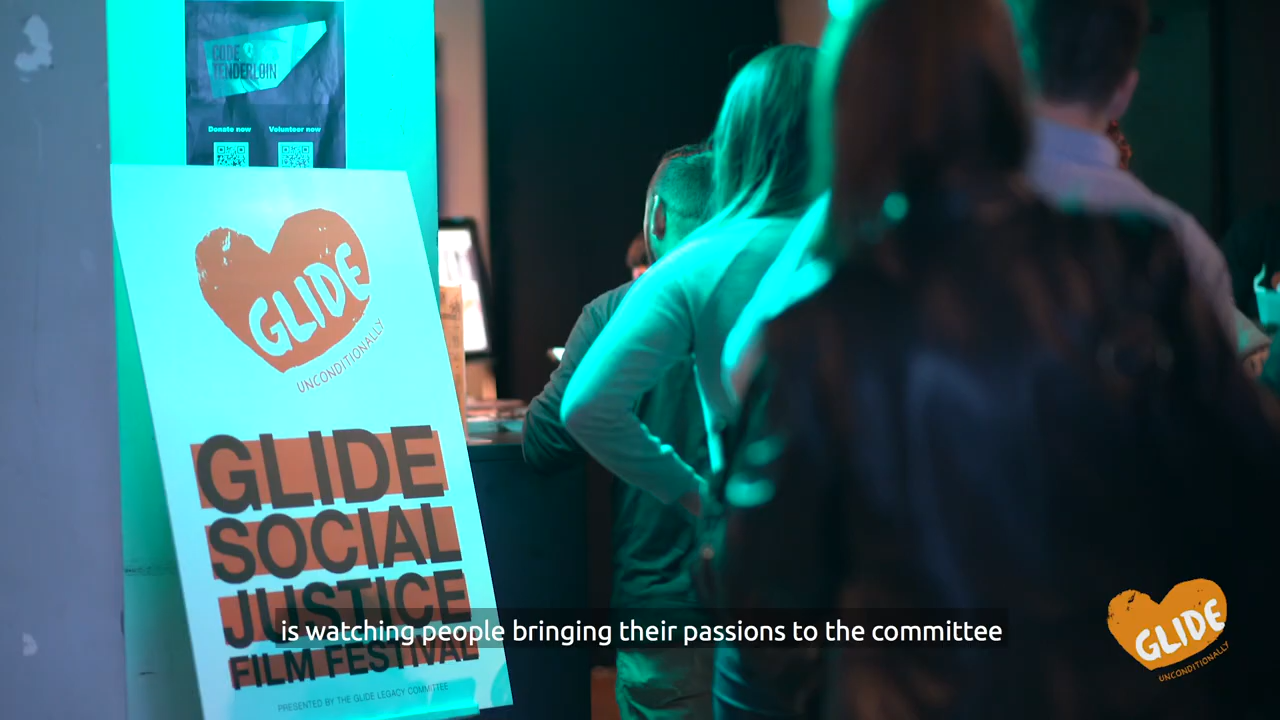 CODE
TENDERLOIN
Donate now Volunteer now
GLIDE
UNCONDITIONALLY
GLIDE
SOCIAL
JUSTICE
FILM FESTIVAL
PRESENTED BY THE GLIDE LEGACY COMMITTEE
is watching people bringing their passions to the committee
GLIDE
UNCONDITIONALLY